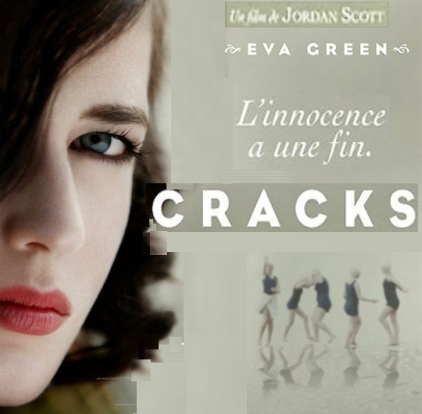 Un film de JORDAN SCOTT
EVA GREEN
L'innocence
a une fin.
CRACKS